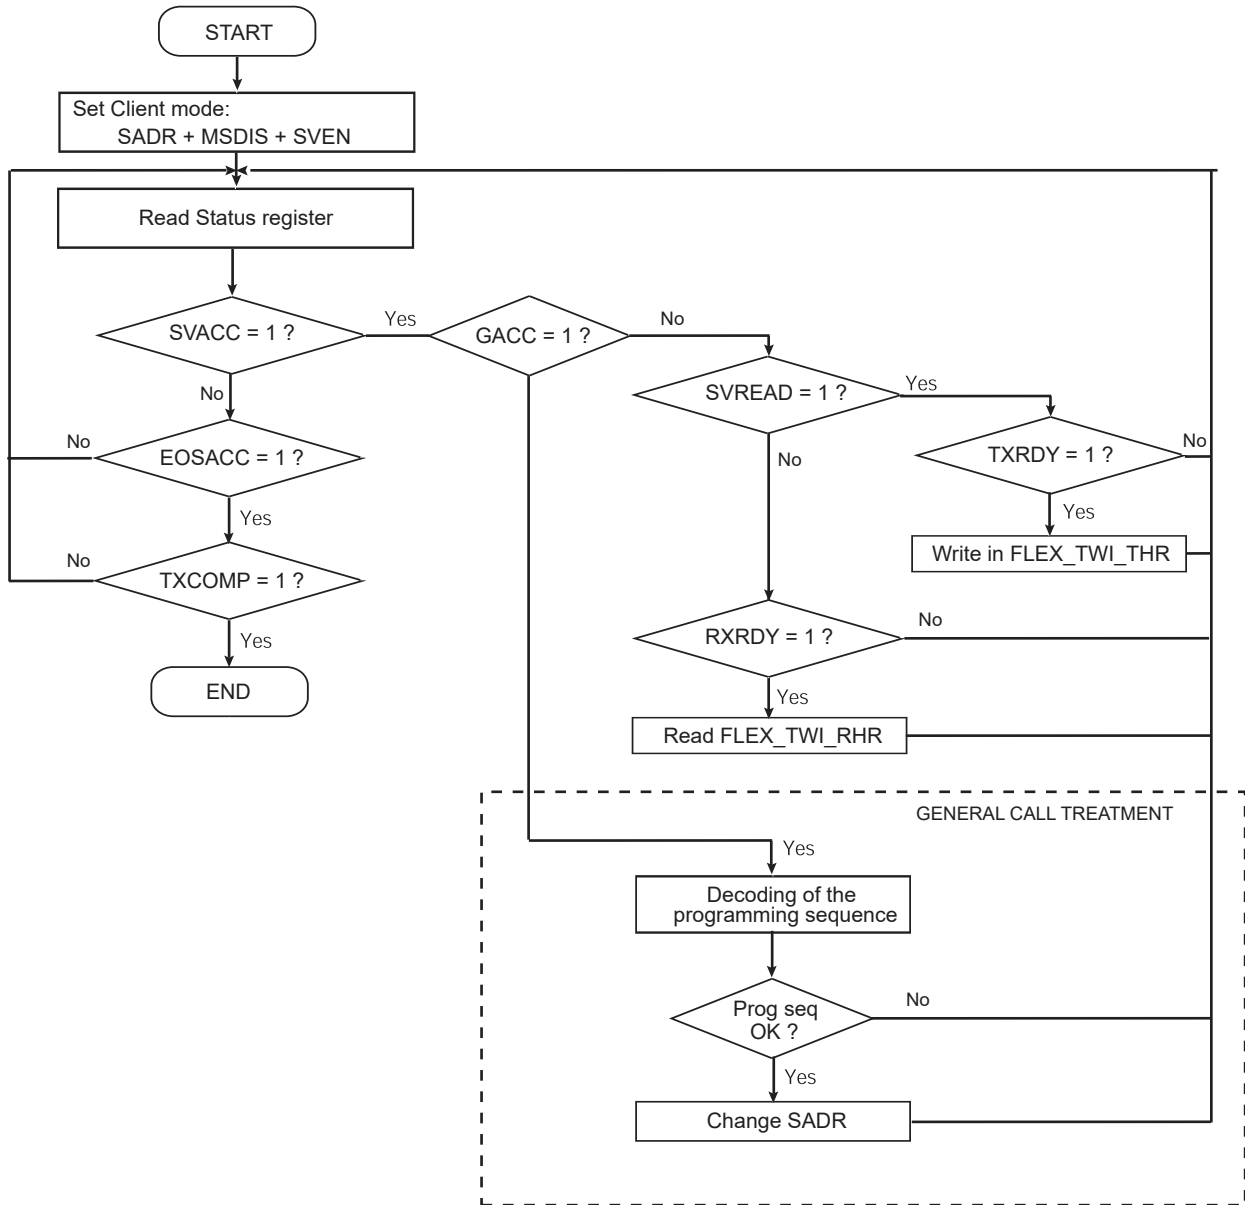 START
Set Client mode:
SADR + MSDIS + SVEN
Read Status register
SVACC = 1 ?
Yes
GACC = 1 ?
No
SVREAD = 1 ?
Yes
No
No
EOSACC = 1 ?
No
TXRDY = 1 ?
No
Yes
Yes
Write in FLEX_TWI_THR
No
TXCOMP = 1 ?
Yes
RXRDY = 1 ?
No
END
Yes
Read FLEX_TWI_RHR
GENERAL CALL TREATMENT
Yes
Decoding of the
programming sequence
Prog seq
OK ?
No
Yes
Change SADR